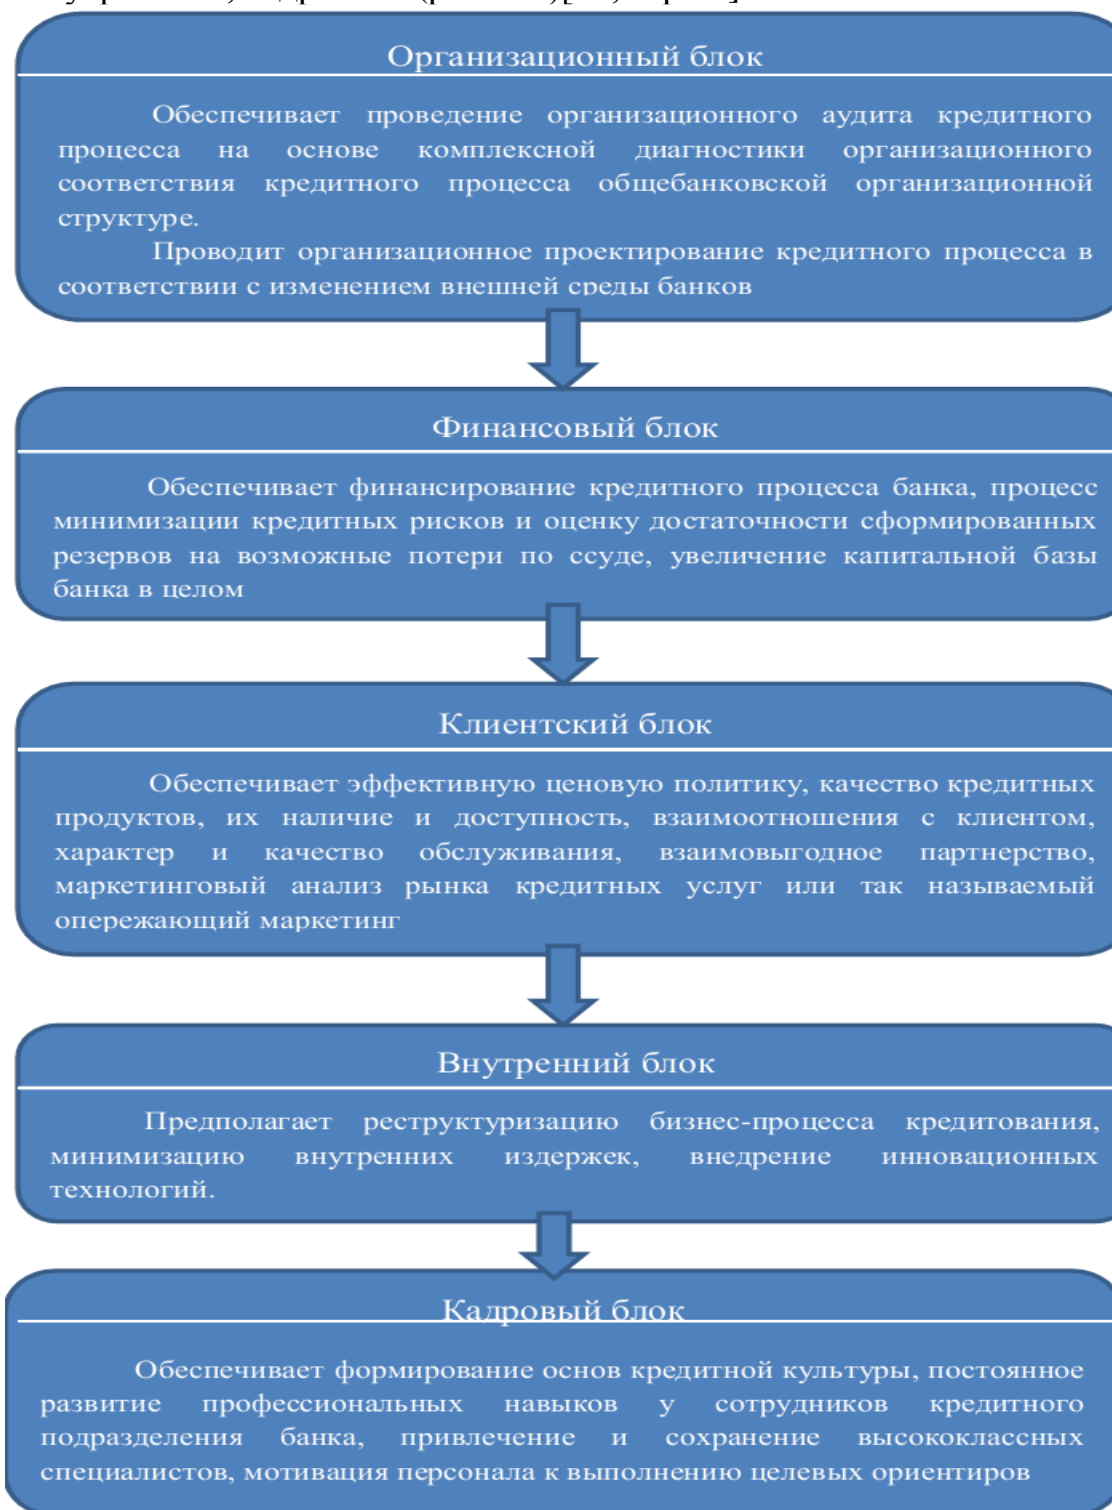 Организационный блок
Обеспечивает проведение организационного аудита кредитного
процесса на основе комплексной диагностики организационного
соответствия кредитного процесса общебанковской организационной
структуре.
Проводит организационное проектирование кредитного процесса в
соответствии с изменением внешней среды банков
Финансовый блок
Обеспечивает финансирование кредитного процесса банка, процесс
минимизации кредитных рисков и оценку достаточности сформированных
резервов на возможные потери по ссуде, увеличение капитальной базы
банка в целом
Клиентский блок
Обеспечивает эффективную ценовую политику, качество кредитных
продуктов, их наличие и доступность, взаимоотношения с клиентом,
характер и качество обслуживания, взаимовыгодное партнерство,
маркетинговый анализ рынка кредитных услуг или так называемый
опережающий маркетинг
Внутренний блок
Предполагает реструктуризацию бизнес-процесса кредитования,
минимизацию внутренних издержек, внедрение инновационных
технологий.
Кадровый блок
Обеспечивает формирование основ кредитной культуры, постоянное
развитие профессиональных навыков у сотрудников кредитного
подразделения банка, привлечение и сохранение высококлассных
специалистов, мотивация персонала к выполнению целевых ориентиров